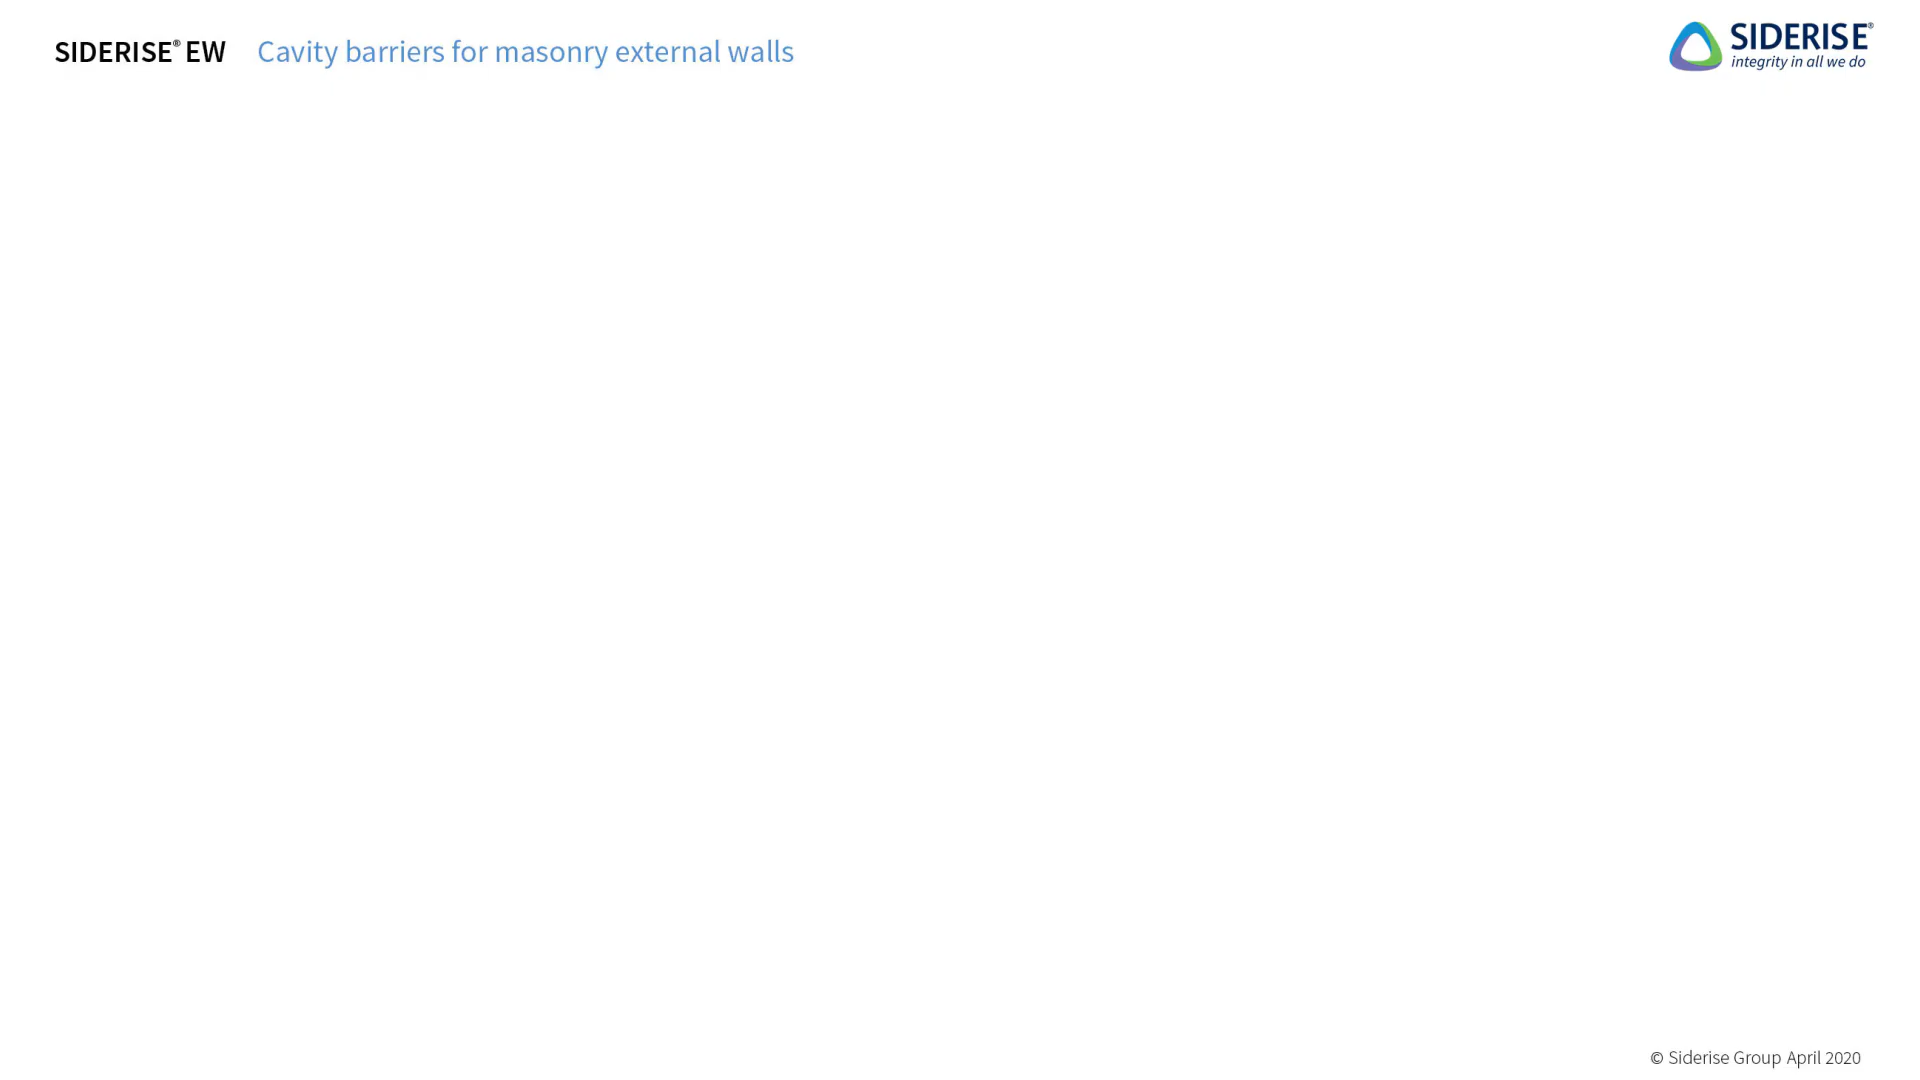 SIDERISE® EW Cavity barriers for masonry external walls
SIDERISE®
integrity in all we do
© Siderise Group April 2020